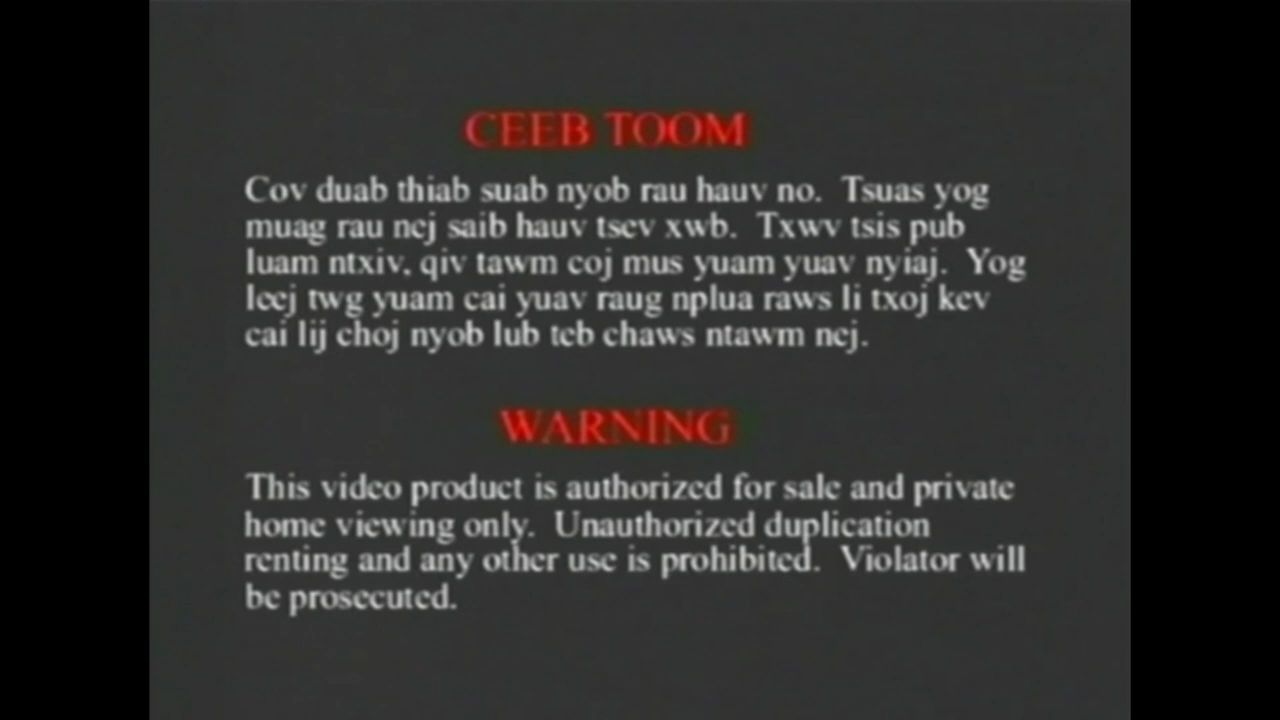 CEEB TOOM
Cov duab thiab suab nyob rau hauv no. Tsuas yog
muag rau nej saib hauv tsev xwb. Txwv tsis pub
luam ntxiv, qiv tawm coj mus yuam yuav nyiaj. Yog
leej twg yuam cai yuav raug nplua raws li txoj kev
cai lij choj nyob lub teb chaws ntawm nej.
WARNING
This video product is authorized for sale and private
home viewing only. Unauthorized duplication
renting and any other use is prohibited. Violator will
be prosecuted.